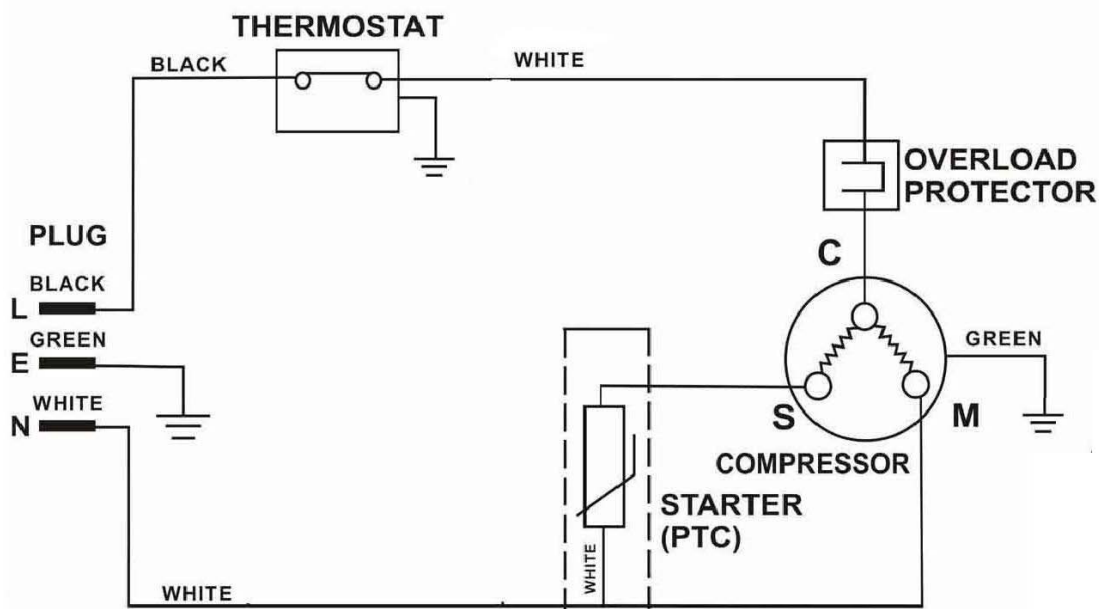 THERMOSTAT
BLACK
WHITE
OVERLOAD
PROTECTOR
PLUG
C
BLACK
L
GREEN
E
GREEN
WHITE
N
S
M
COMPRESSOR
STARTER
(PTC)
WHITE
WHITE